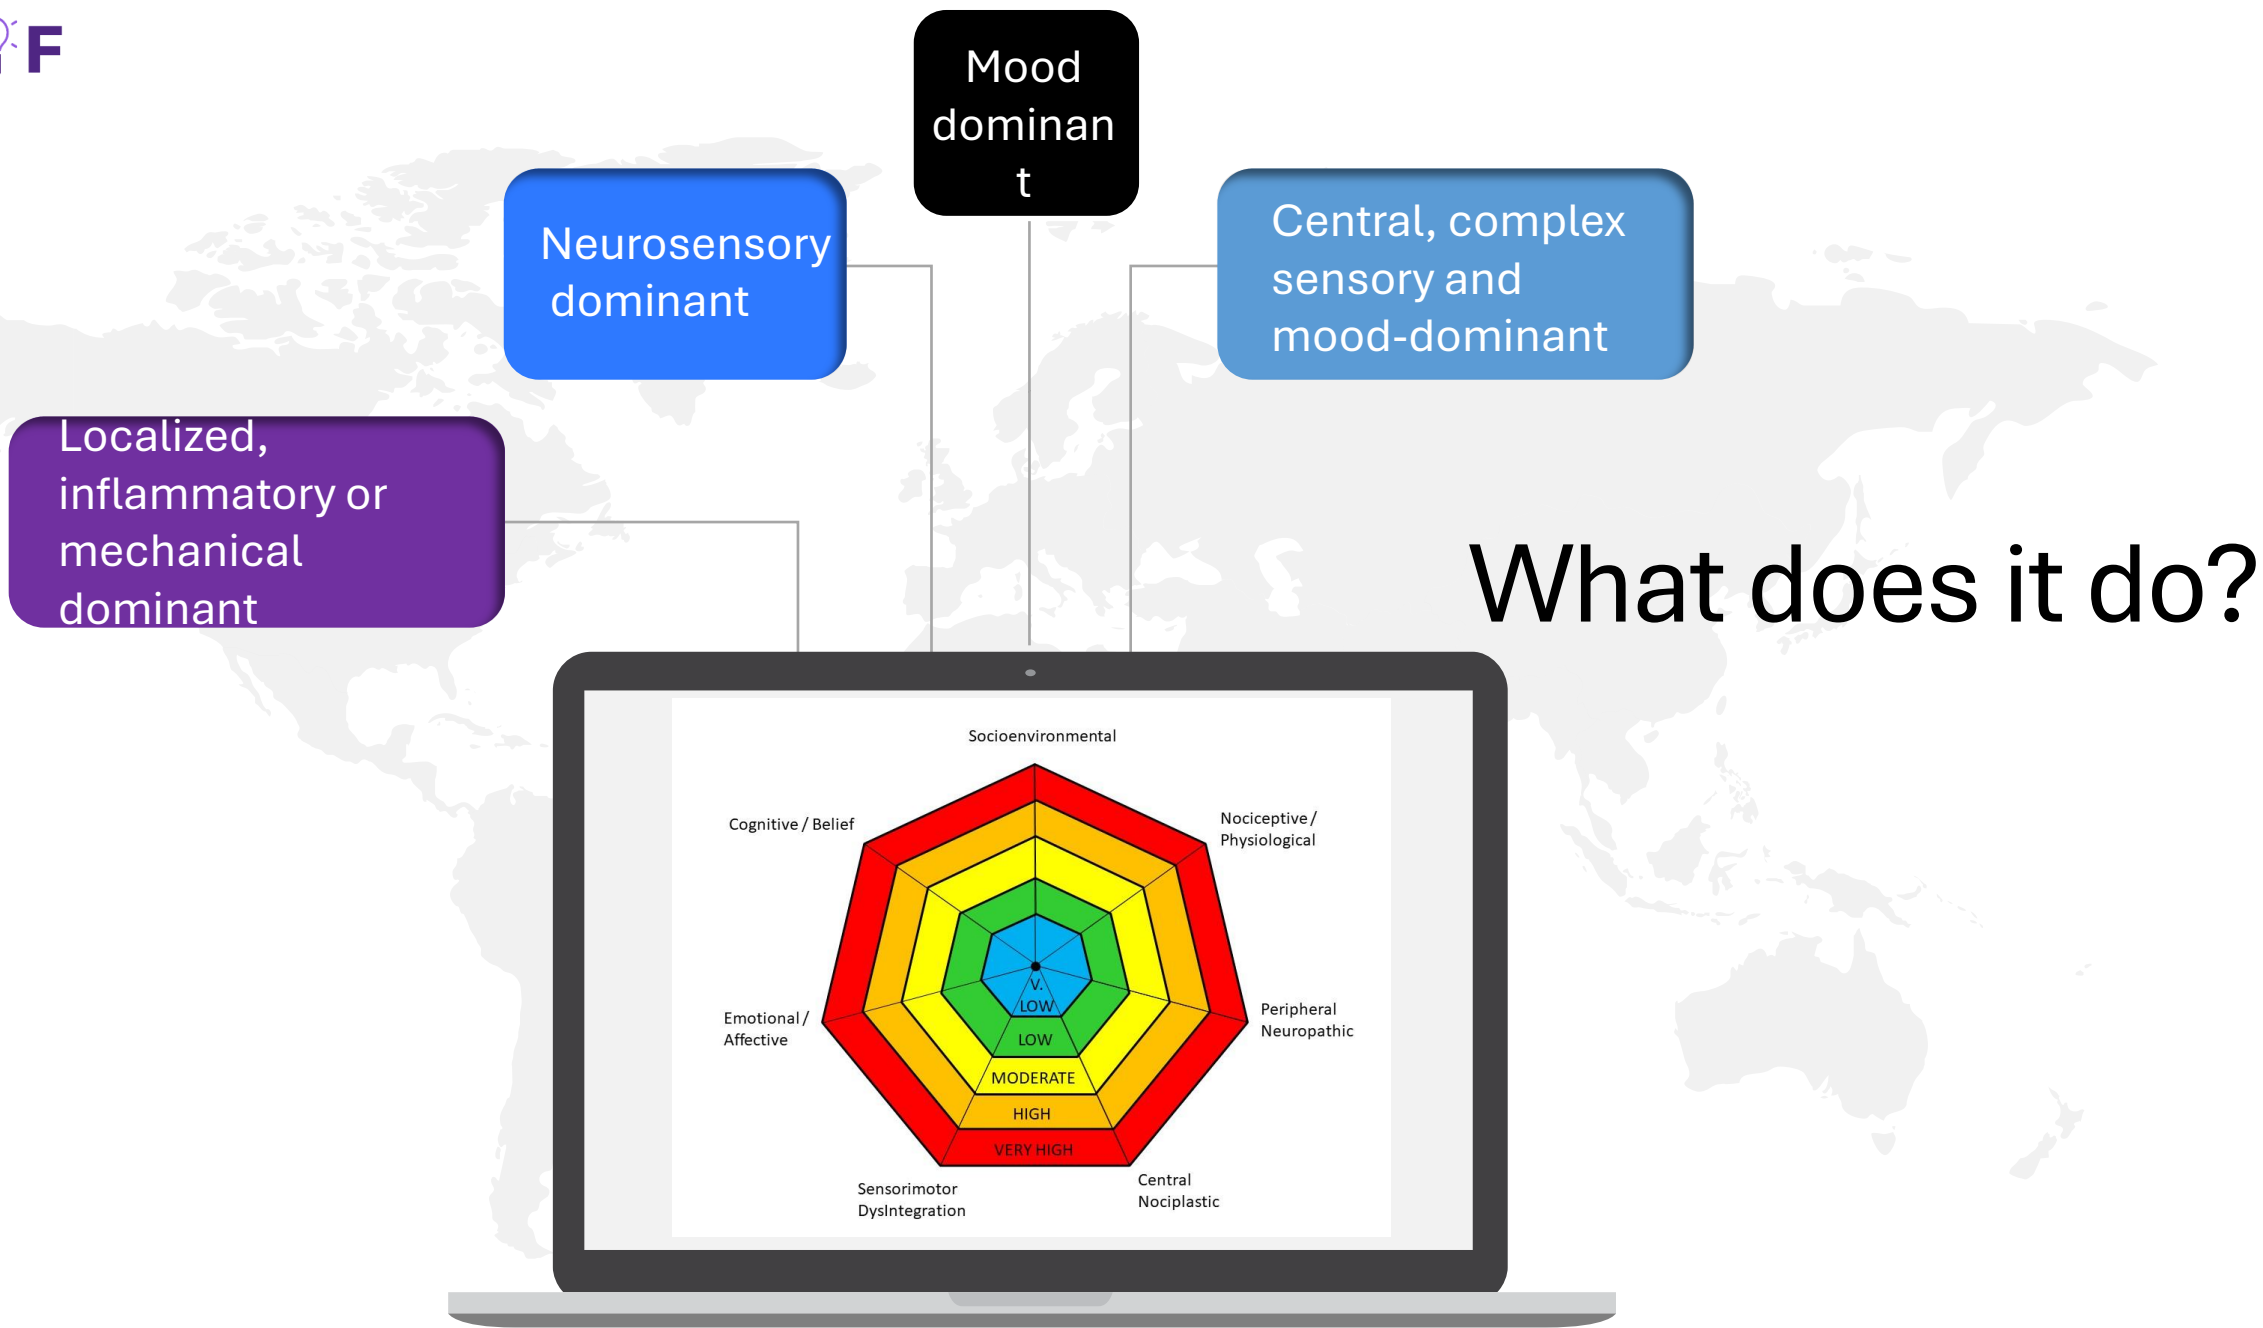 F
Mood
dominan
t
Neurosensory
dominant
Central, complex
sensory and
mood-dominant
Localized,
inflammatory or
mechanical
dominant
What does it do?
Socioenvironmental
Cognitive / Belief
Nociceptive /
Physiological
Emotional /
Affective
Peripheral
Neuropathic
V.
LOW
LOW
MODERATE
HIGH
VERY HIGH
Sensorimotor
DysIntegration
Central
Nociplastic